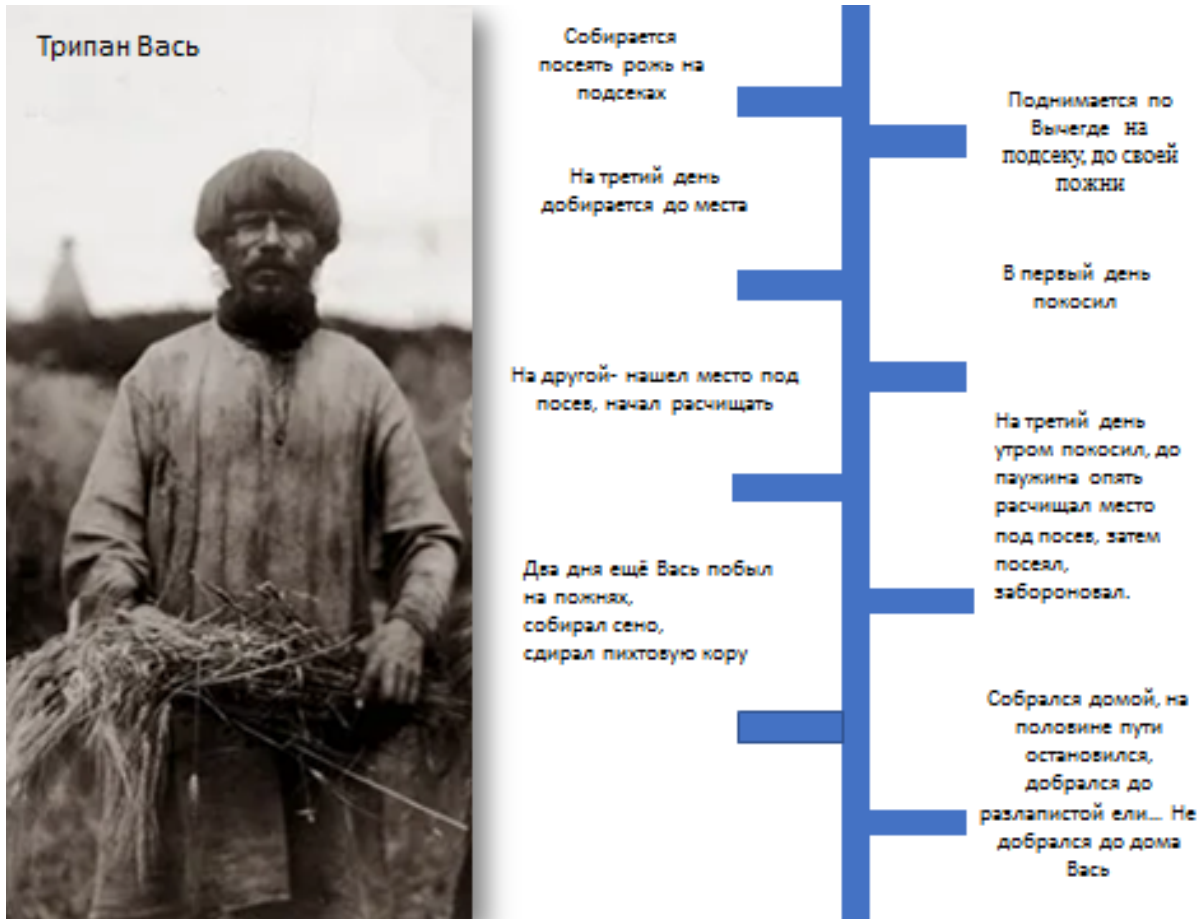 Трипан Вась
Собирается
посеять рожь на
подсеках
Поднимается по
Вычегде на
подсеку, до своей
пожни
На третий день
добирается до места
В первый день
покосил
На другой- нашел место под
посев, начал расчищать
На третий день
утром покосил, до
паужина опять
расчищал место
под посев, затем
посеял,
забороновал.
Два дня ещё Вась побыл
на пожнях,
собирал сено,
сдирал пихтовую кору
Собрался домой, на
половине пути
остановился,
добрался до
разлапистой ели... Не
добрался до дома
Вась